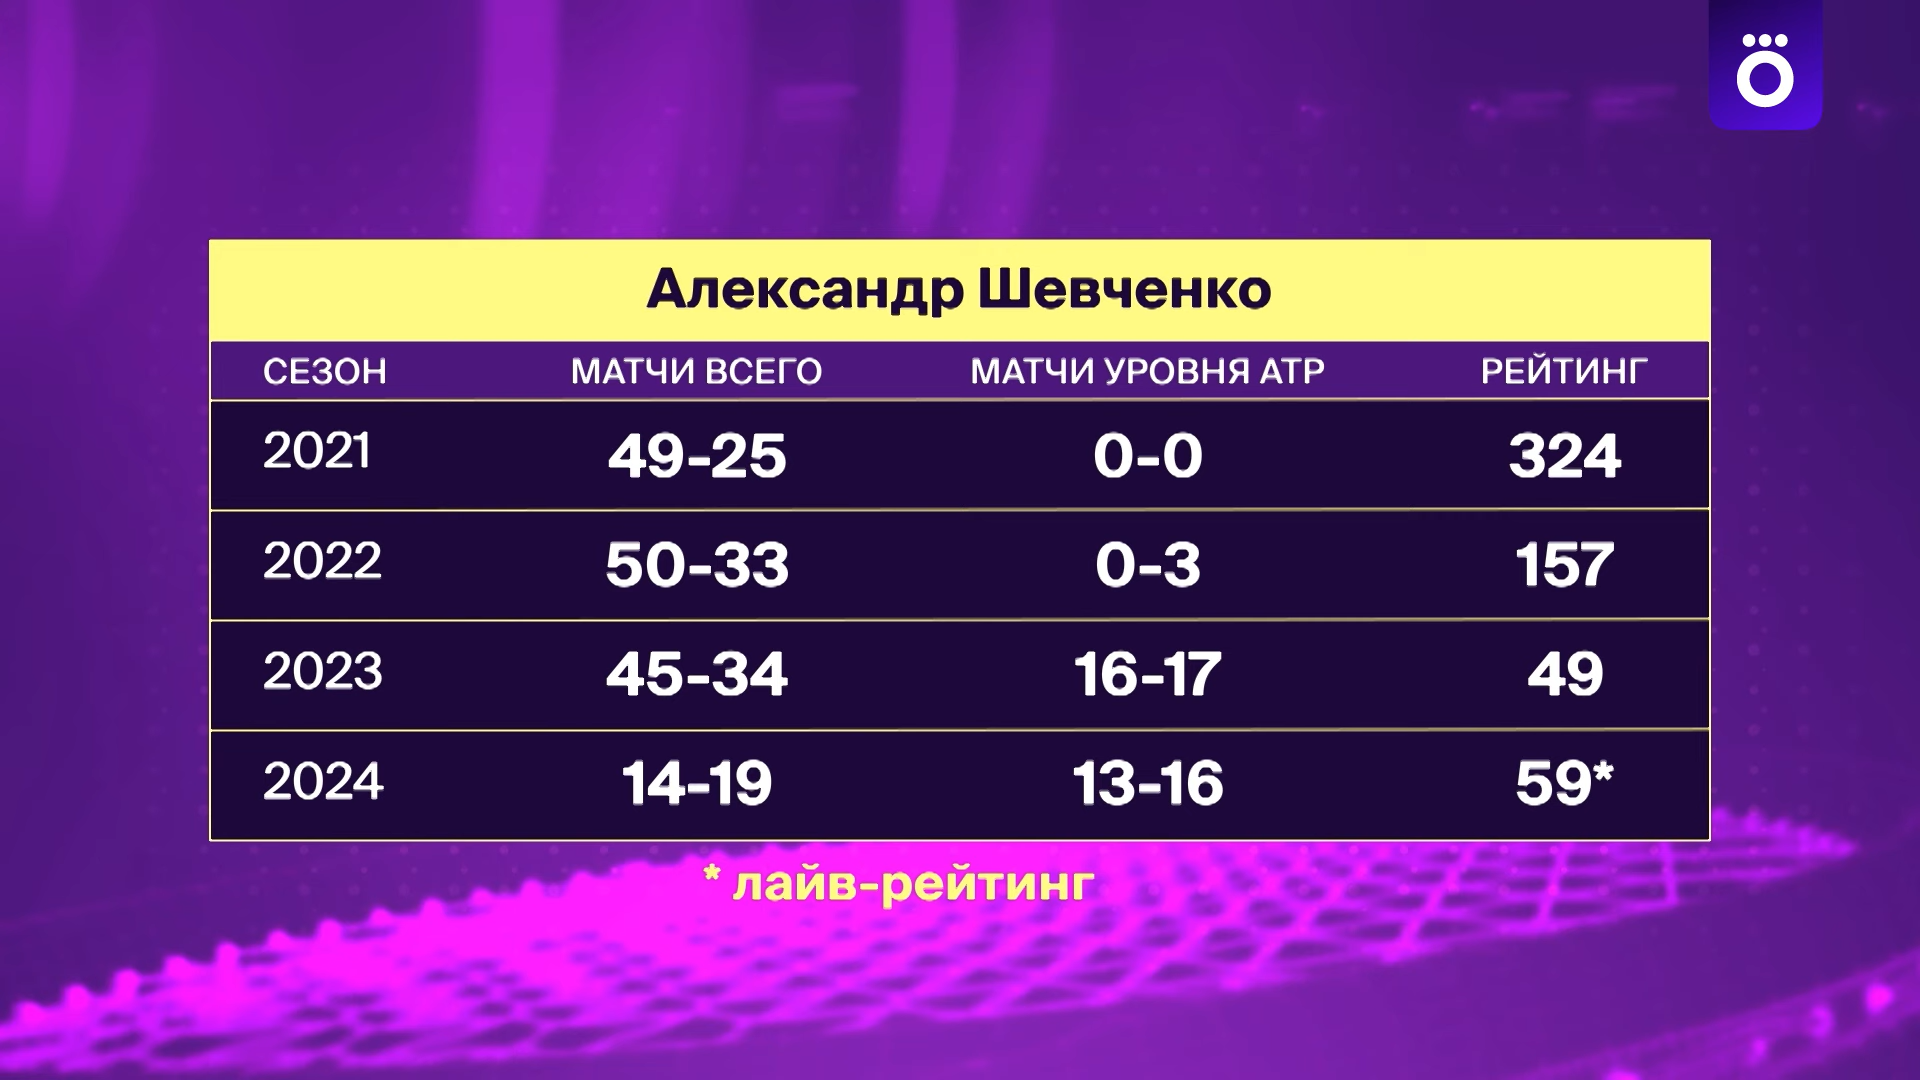 Александр Шевченко
СЕЗОН МАТЧИ ВСЕГО МАТЧИ УРОВНЯ ATP РЕЙТИНГ
2021 49-25 0-0 324
2022 50-33 0-3 157
2023 45-34 16-17 49
2024 14-19 13-16 59*
* лайв-рейтинг